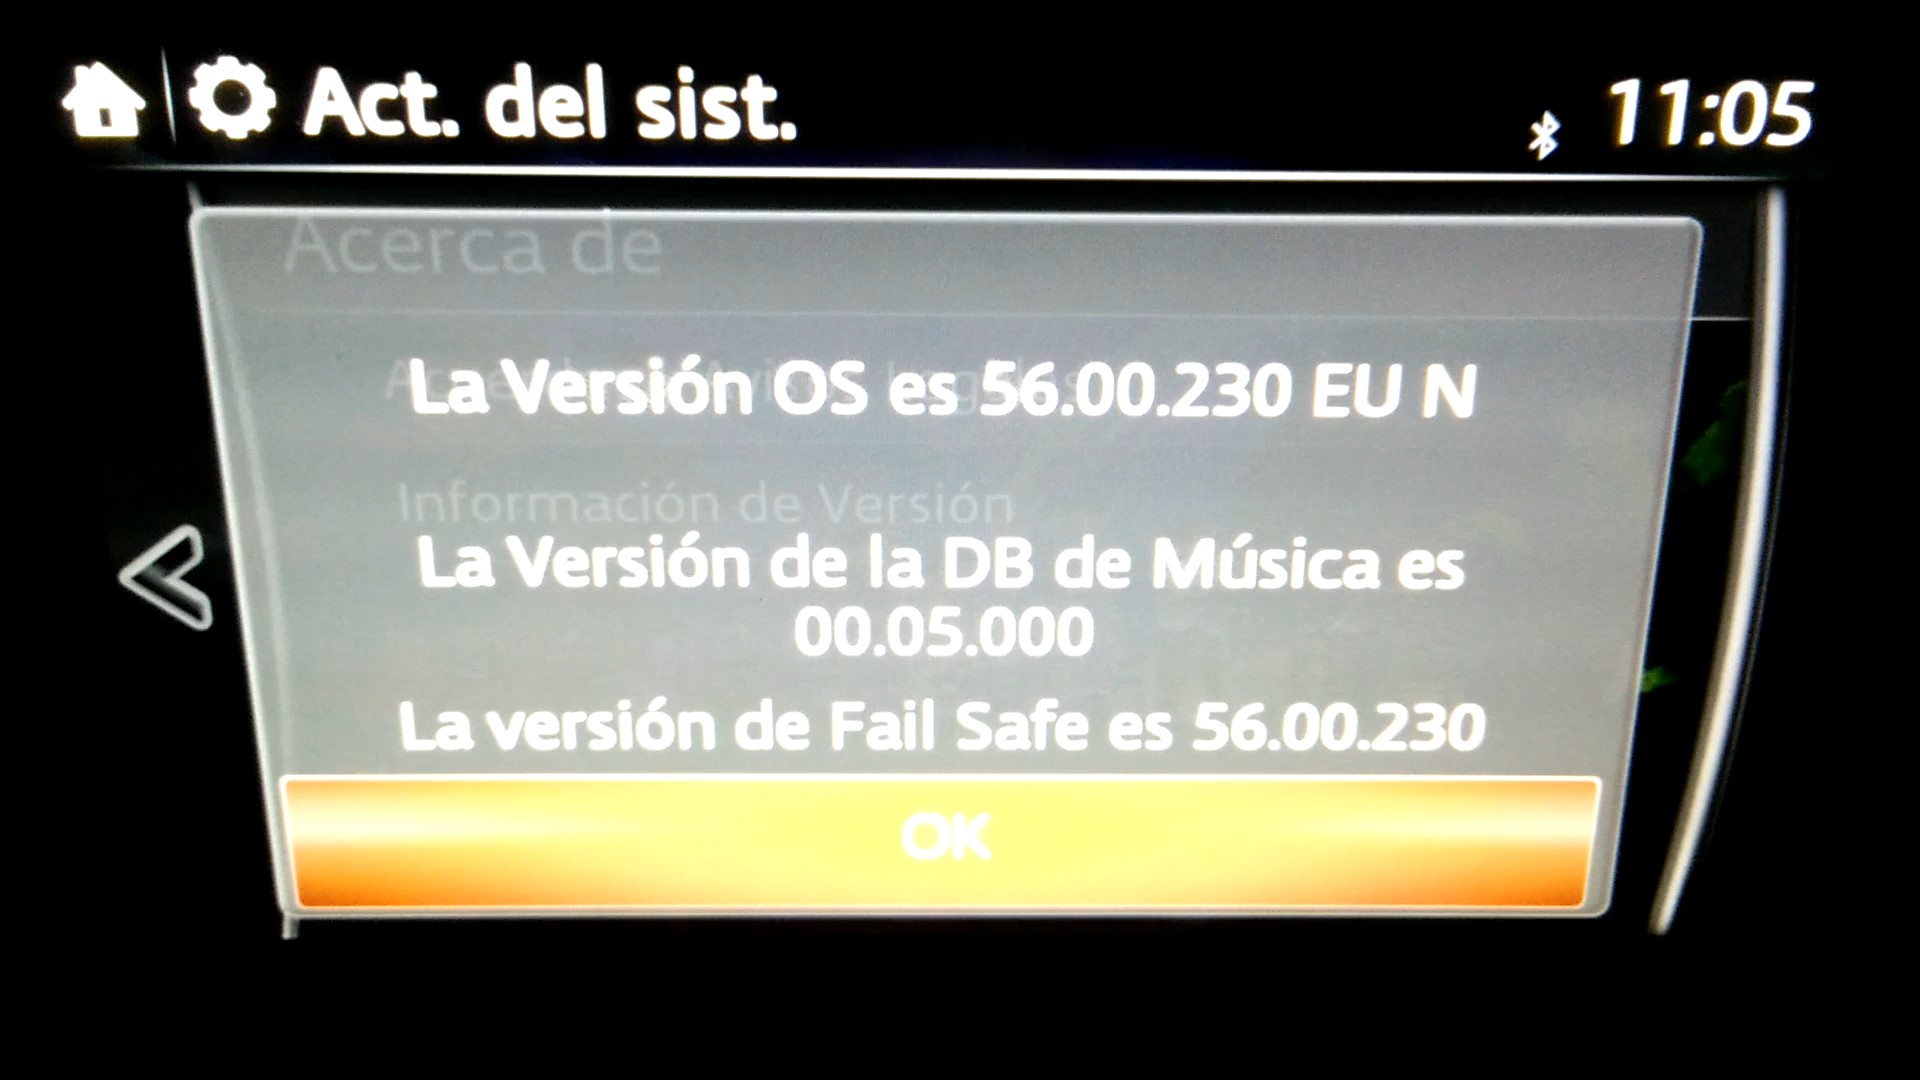 Act. del sist.
11:05
Acerca de
La Versión OS es 56.00.230 EU N
Información de Versión
La Versión de la DB de Música es
00.05.000
La versión de Fail Safe es 56.00.230
OK